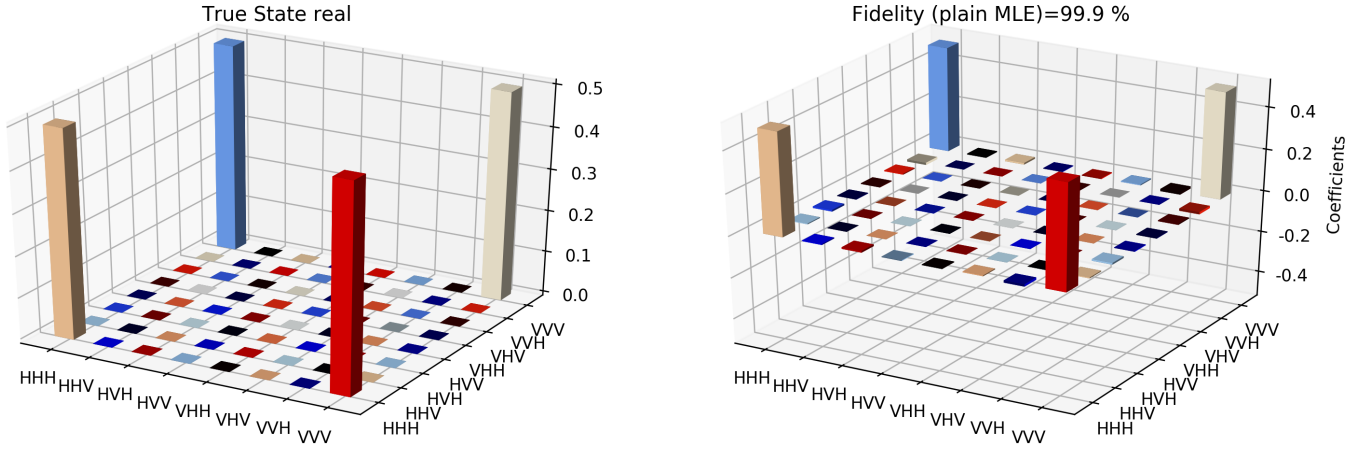 True State real
0.5
0.4
0.3
0.2
0.1
0.0
HHH
HHV
HVH
HVV
VHH
VHV
VVH
VVV
HHH
HHV
HVH
HVV
VHH
VHV
VVH
VVV
Fidelity (plain MLE)=99.9 %
0.4
0.2
0.0
-0.2
-0.4
Coefficients
HHH
HHV
HVH
HVV
VHH
VHV
VVH
VVV
HHH
HHV
HVH
HVV
VHH
VHV
VVH
VVV